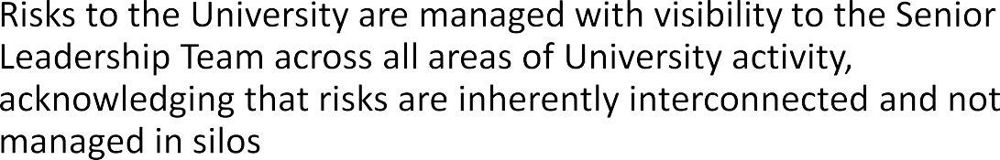 Risks to the University are managed with visibility to the Senior
Leadership Team across all areas of University activity,
acknowledging that risks are inherently interconnected and not
managed in silos